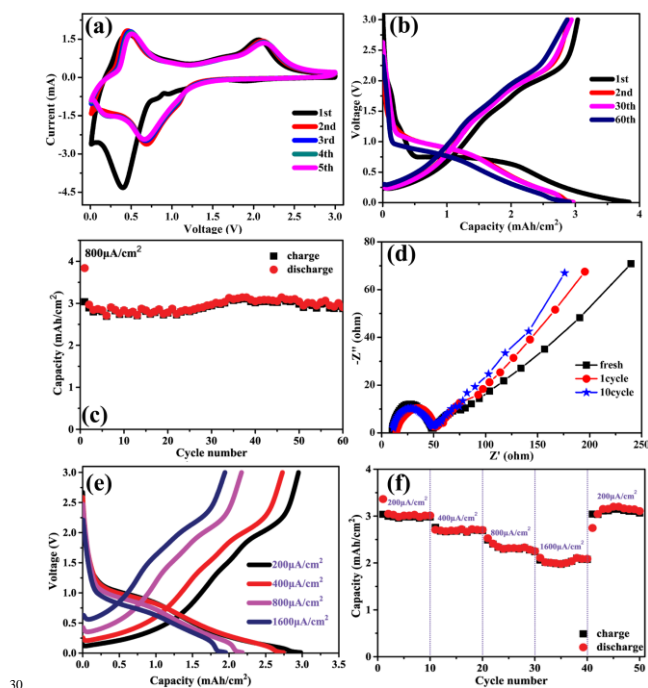 (a)
Current (mA)
1.5
0.0
-1.5
-3.0
-4.5
1st
2nd
3rd
4th
5th
0.0 0.5 1.0 1.5 2.0 2.5 3.0
Voltage (V)
(b)
Voltage (V)
3.0
2.5
2.0
1.5
1.0
0.5
0.0
1st
2nd
30th
60th
0 1 2 3 4
Capacity (mAh/cm²)
800μA/cm²
charge
discharge
Capacity (mAh/cm²)
4
3
2
1
0
(c)
0 10 20 30 40 50 60
Cycle number
(d)
-Z'' (ohm)
80
60
40
20
0
fresh
1cycle
10cycle
0 50 100 150 200 250
Z' (ohm)
(e)
Voltage (V)
3.0
2.5
2.0
1.5
1.0
0.5
0.0
200μA/cm²
400μA/cm²
800μA/cm²
1600μA/cm²
0.0 0.5 1.0 1.5 2.0 2.5 3.0 3.5
Capacity (mAh/cm²)
(f)
Capacity (mAh/cm²)
4
3
2
1
0
200μA/cm²
400μA/cm²
800μA/cm²
1600μA/cm²
200μA/cm²
charge
discharge
0 10 20 30 40 50
Cycle number
30